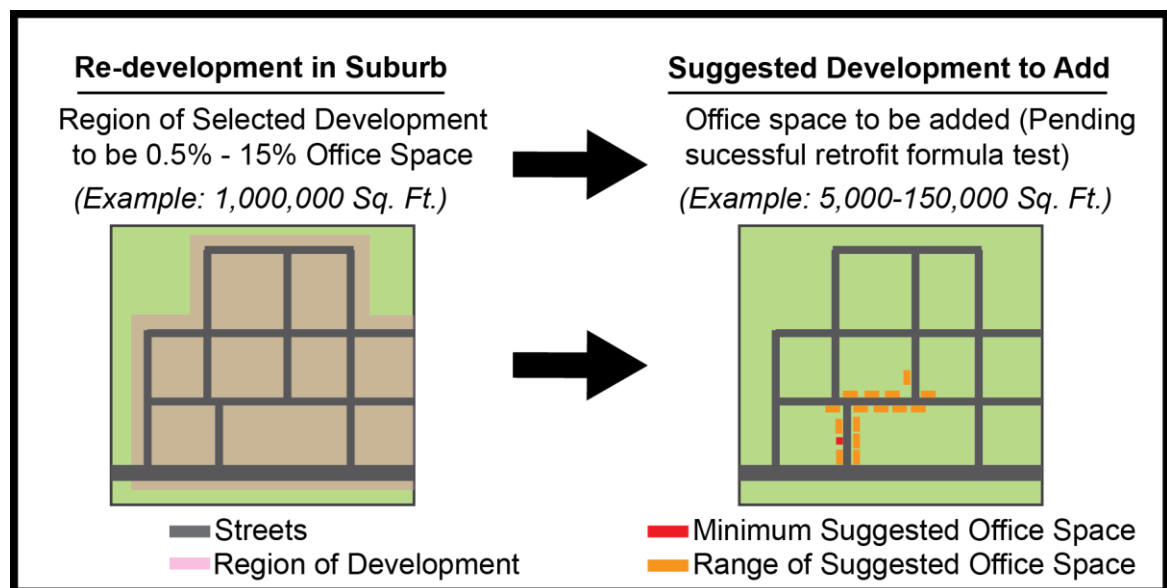 Re-development in Suburb
Region of Selected Development
to be 0.5% - 15% Office Space
(Example: 1,000,000 Sq. Ft.)
Streets
Region of Development
Suggested Development to Add
Office space to be added (Pending
sucessful retrofit formula test)
(Example: 5,000-150,000 Sq. Ft.)
Minimum Suggested Office Space
Range of Suggested Office Space